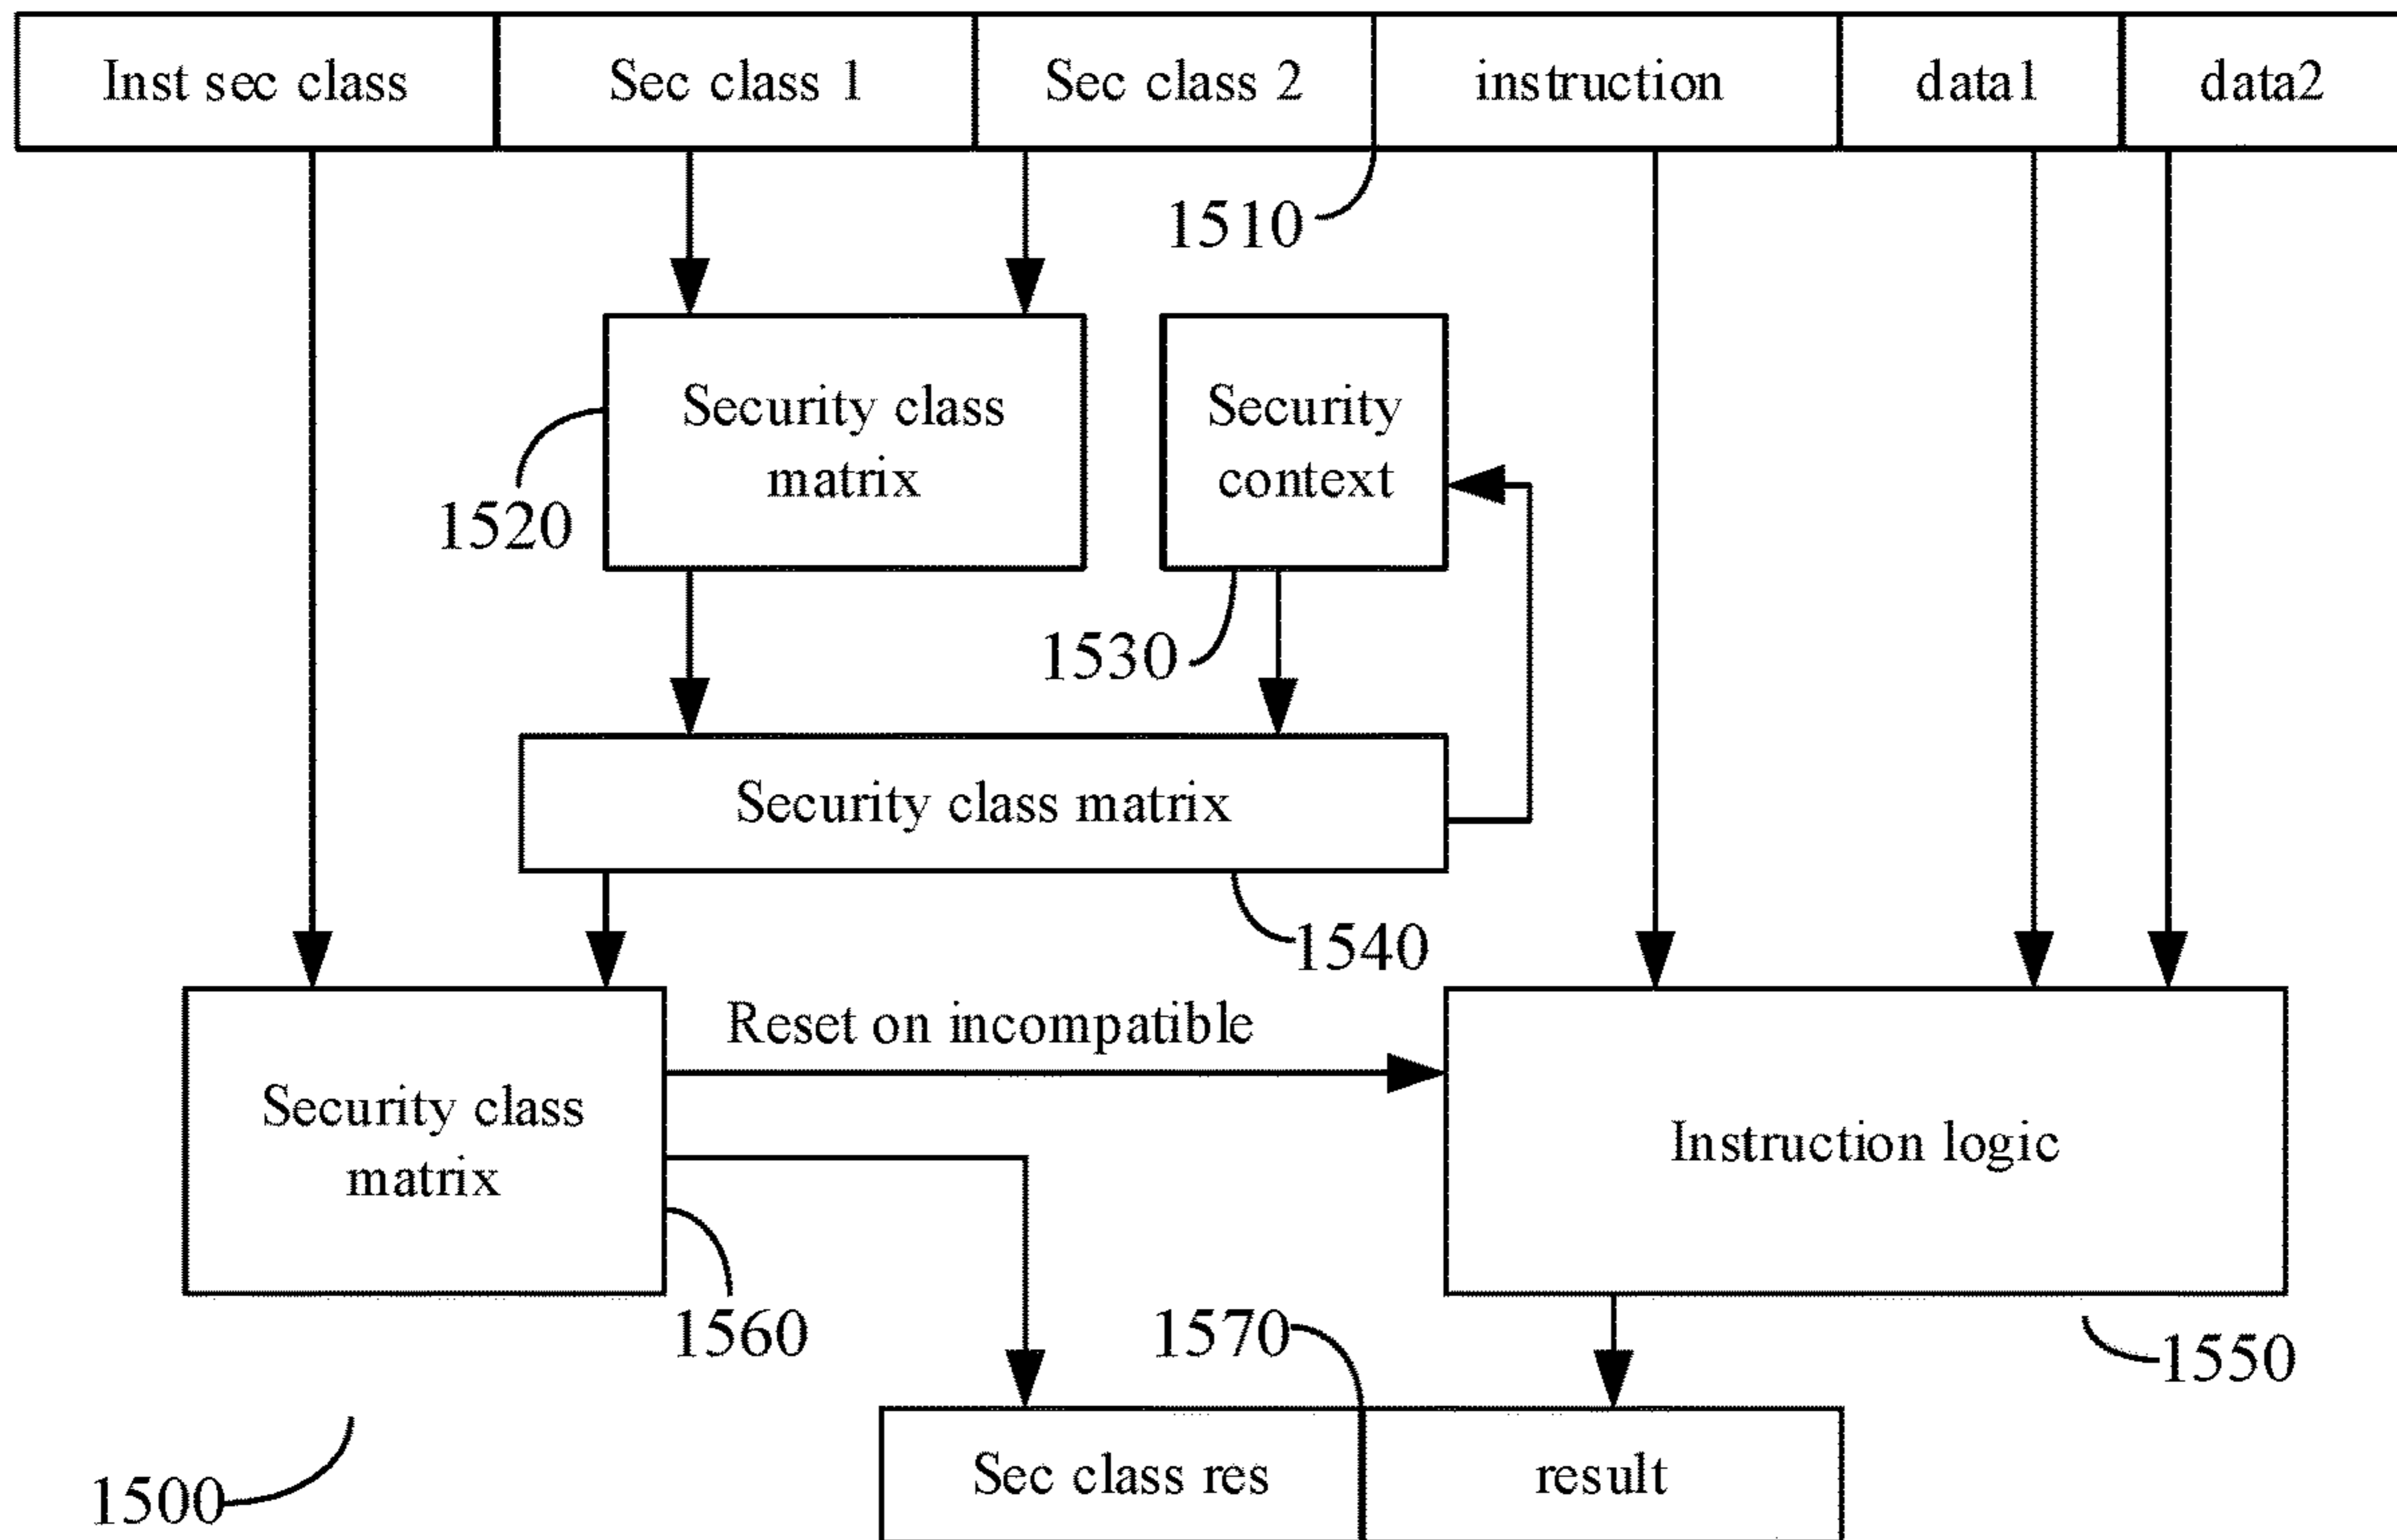 Inst sec class
Sec class 1
Sec class 2
instruction
data1
data2
1510
Security class
matrix
Security
context
1520
1530
Security class matrix
1540
Reset on incompatible
Security class
matrix
Instruction logic
1560
1570
1550
Sec class res
result
1500